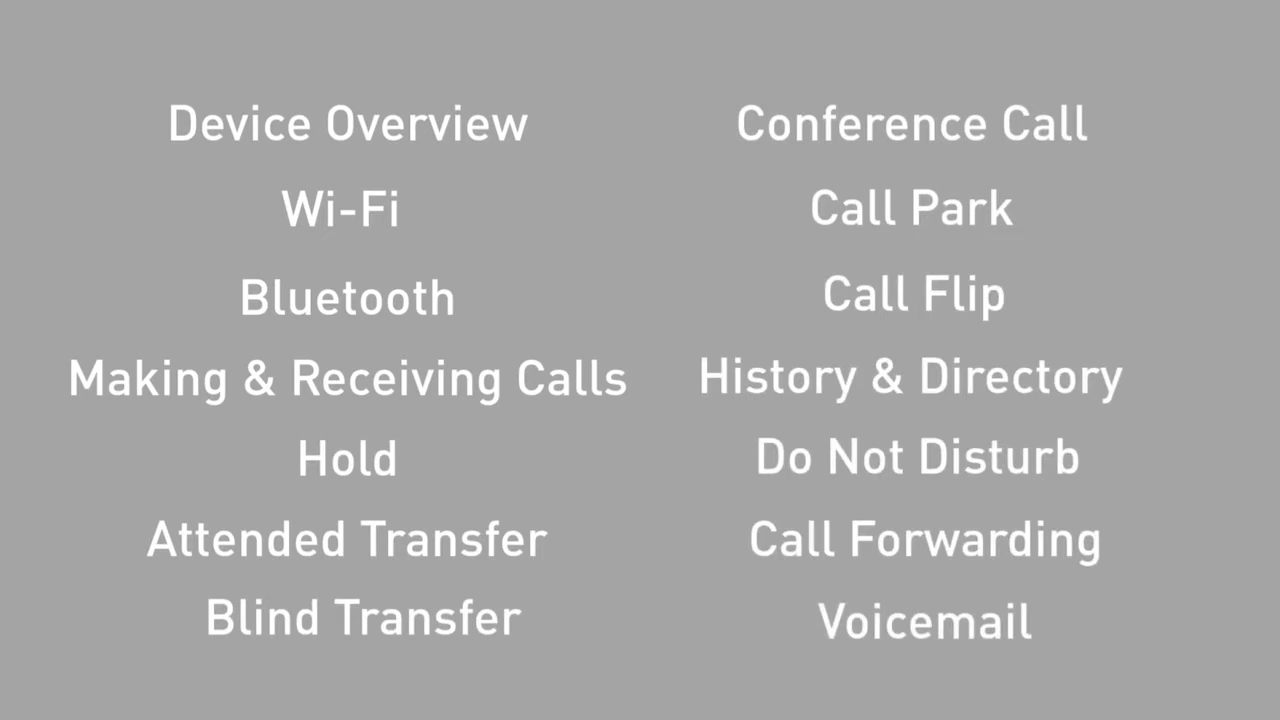 Device Overview
Wi-Fi
Bluetooth
Making & Receiving Calls
Hold
Attended Transfer
Blind Transfer
Conference Call
Call Park
Call Flip
History & Directory
Do Not Disturb
Call Forwarding
Voicemail